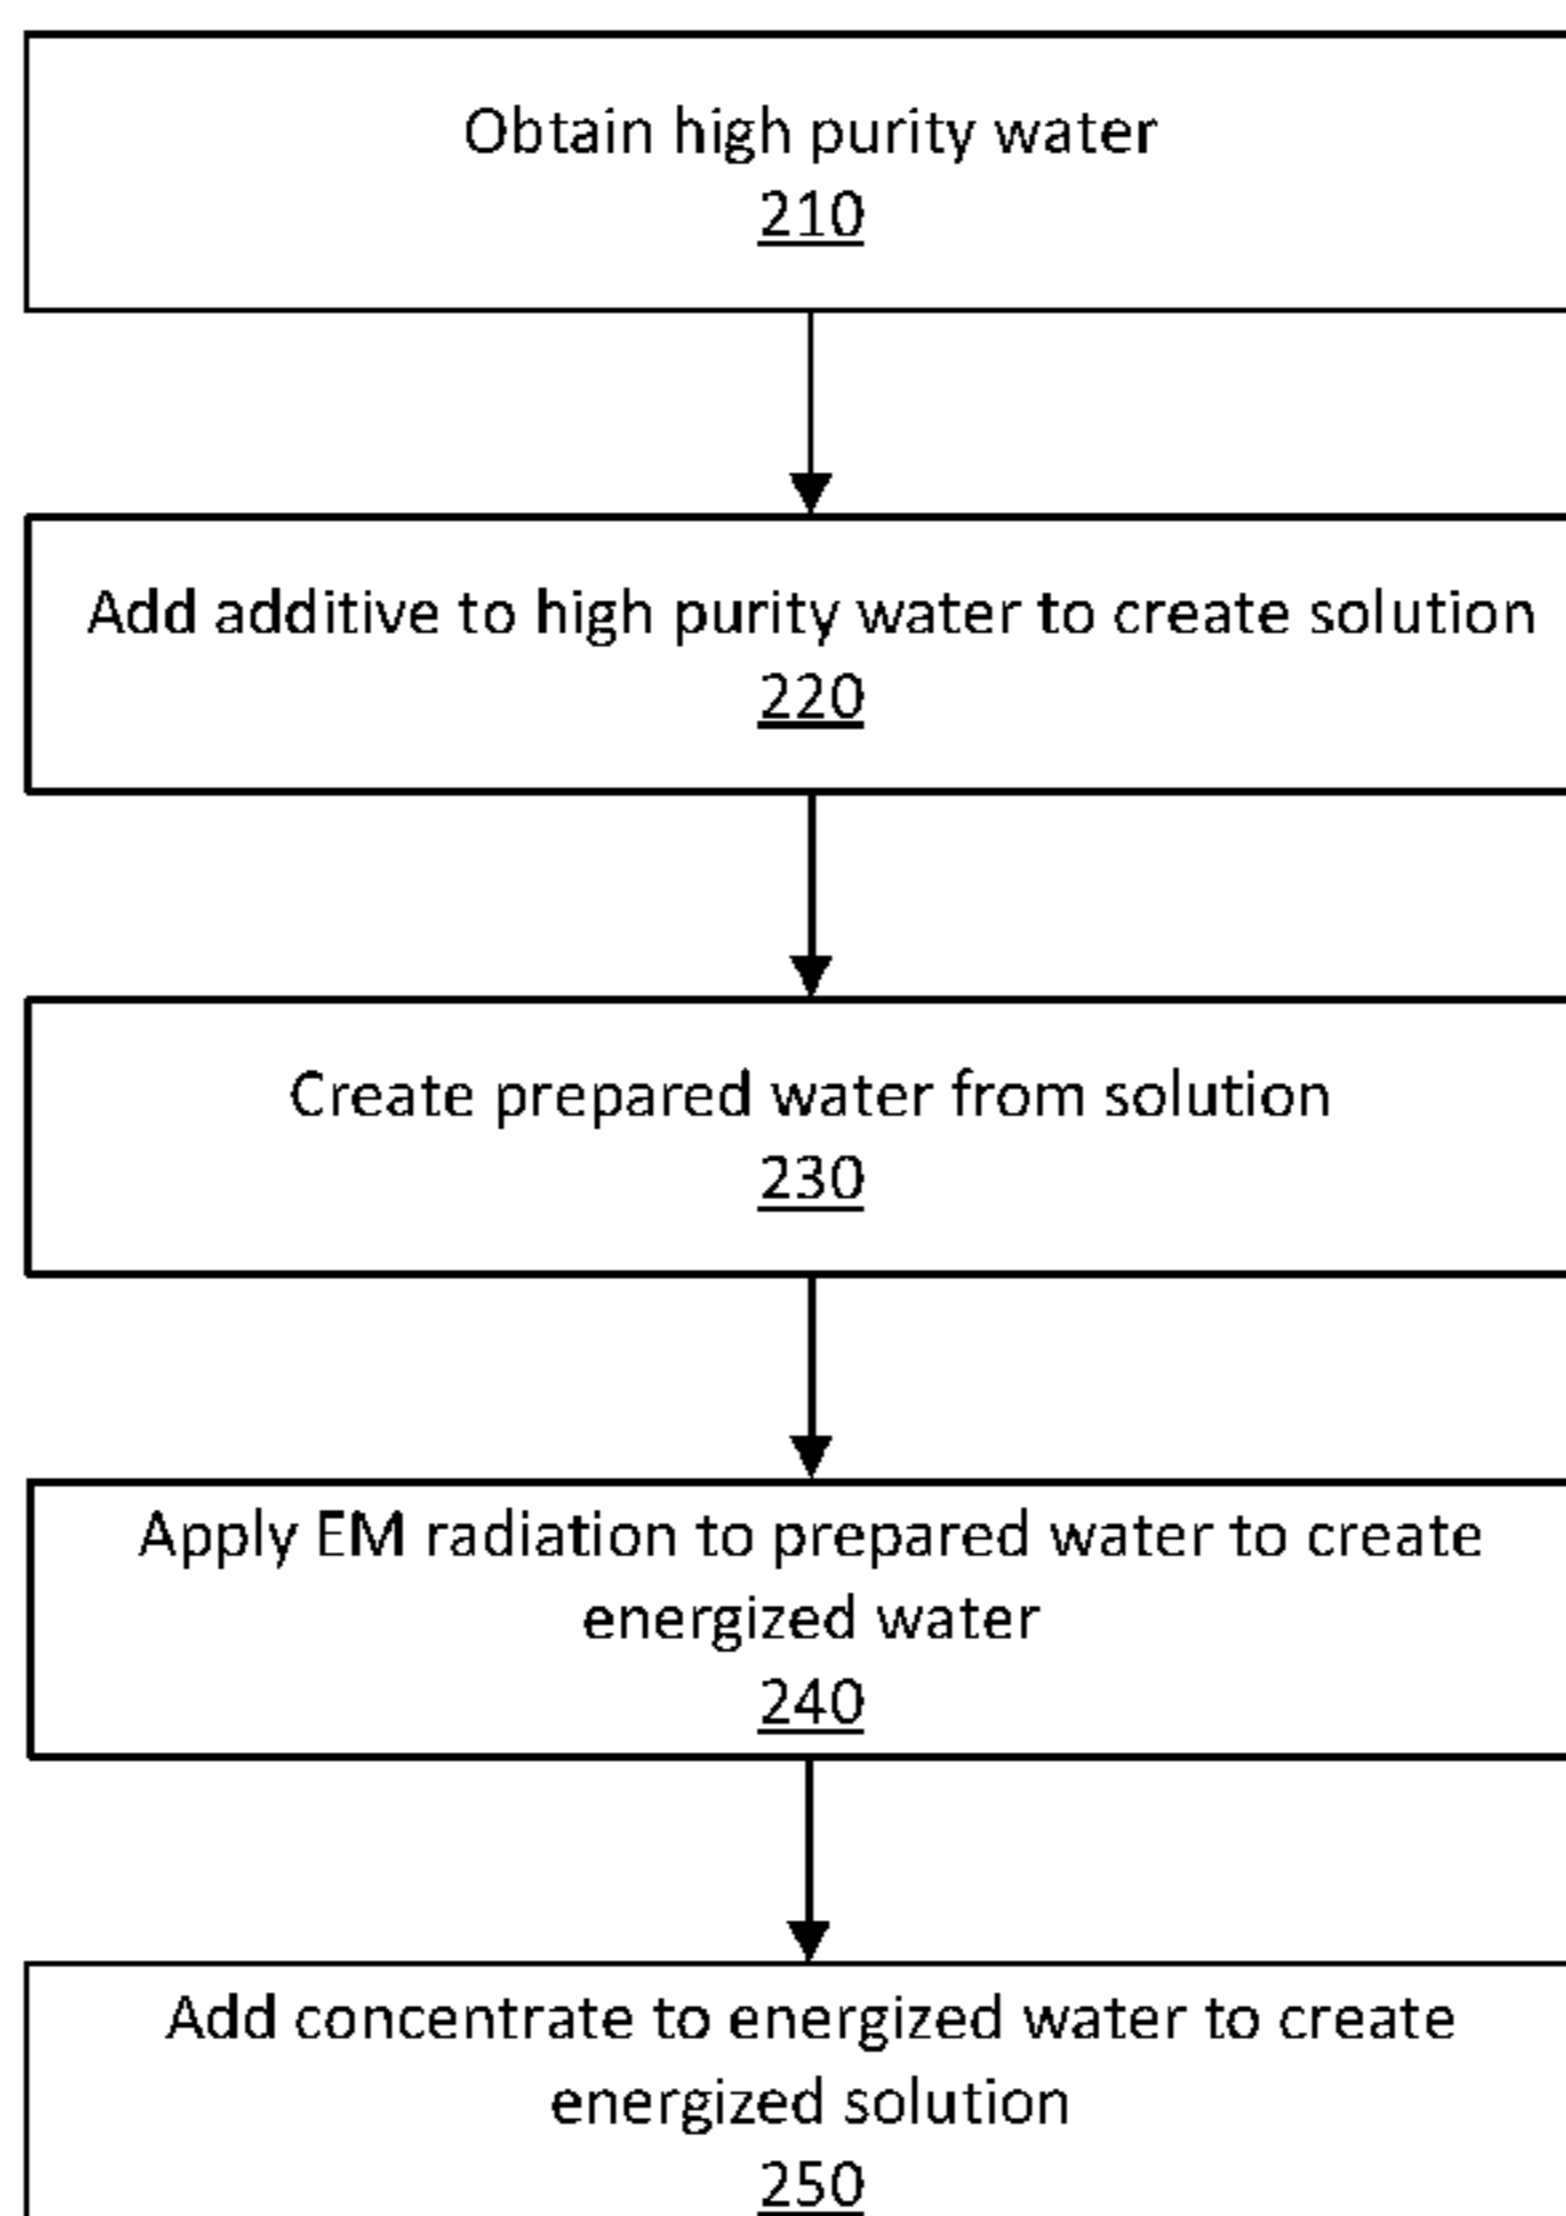 Obtain high purity water
210
Add additive to high purity water to create solution
220
Create prepared water from solution
230
Apply EM radiation to prepared water to create
energized water
240
Add concentrate to energized water to create
energized solution
250